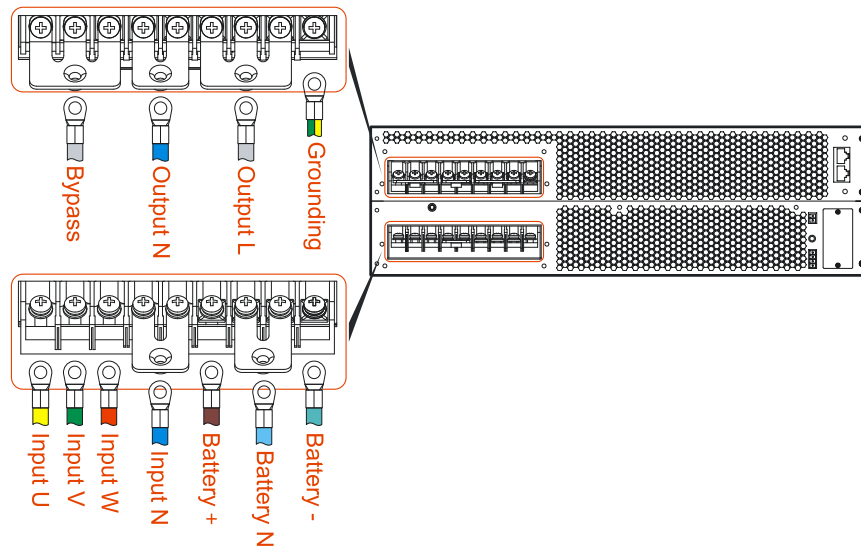 Bypass
Output N
Output L
Grounding
Input U
Input V
Input W
Input N
Battery +
Battery N
Battery -